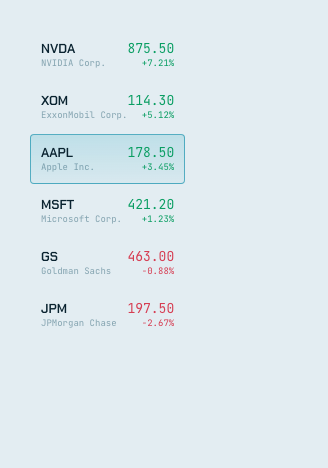 NVDA 875.50
NVIDIA Corp. +7.21%
XOM 114.30
ExxonMobil Corp. +5.12%
AAPL 178.50
Apple Inc. +3.45%
MSFT 421.20
Microsoft Corp. +1.23%
GS 463.00
Goldman Sachs -0.88%
JPM 197.50
JPMorgan Chase -2.67%